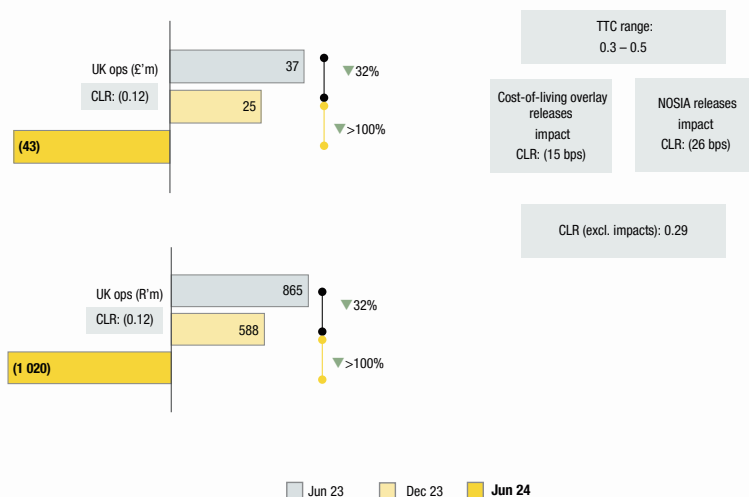 UK ops (£'m)
CLR: (0.12)
37
25
(43)
▼32%
▼>100%
TTC range:
0.3 – 0.5
Cost-of-living overlay
releases
impact
CLR: (15 bps)
NOSIA releases
impact
CLR: (26 bps)
CLR (excl. impacts): 0.29
UK ops (R'm)
CLR: (0.12)
865
588
(1 020)
▼32%
▼>100%
Jun 23
Dec 23
Jun 24